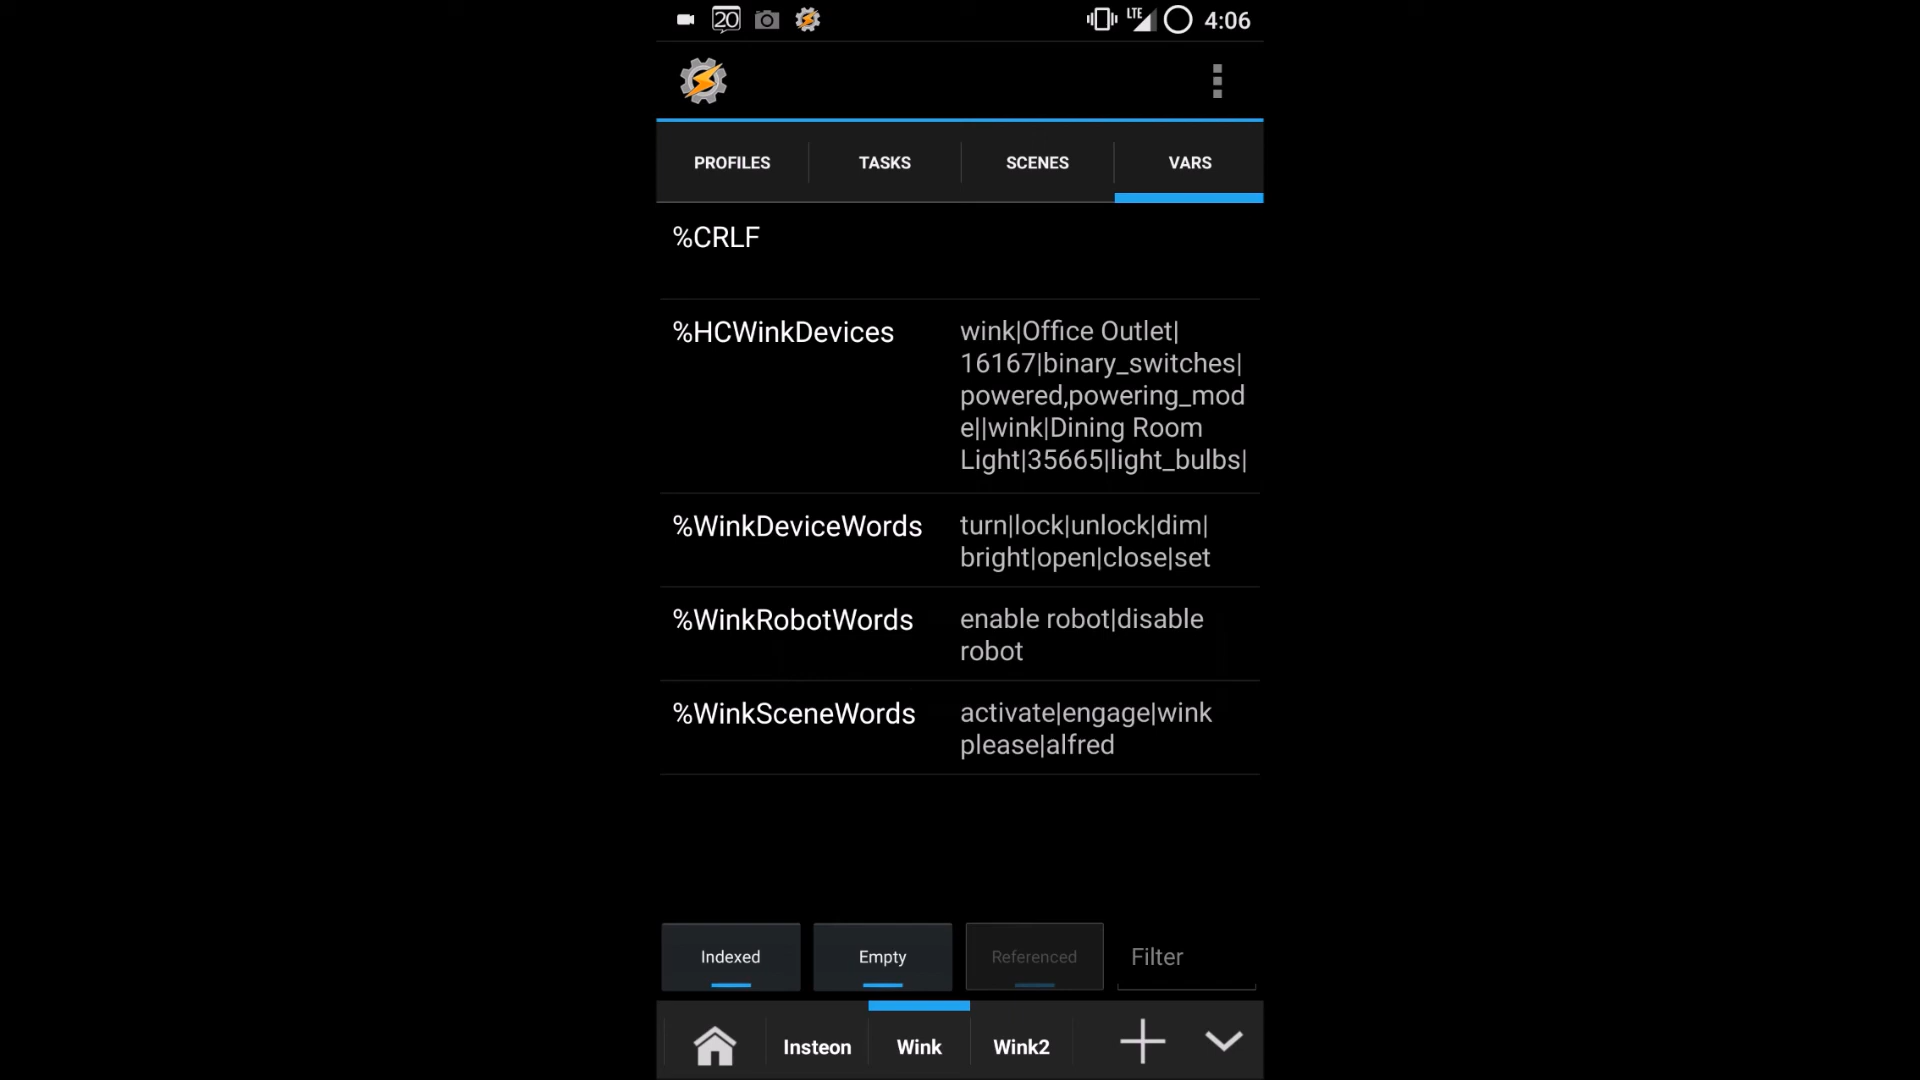 20 LTE 4:06
PROFILES TASKS SCENES VARS
%CRLF
%HCWinkDevices
wink|Office Outlet|
16167|binary_switches|
powered,powering_mod
e||wink|Dining Room
Light|35665|light_bulbs|
%WinkDeviceWords
turn|lock|unlock|dim|
bright|open|close|set
%WinkRobotWords
enable robot|disable
robot
%WinkSceneWords
activate|engage|wink
please|alfred
Indexed Empty Referenced Filter
Insteon Wink Wink2